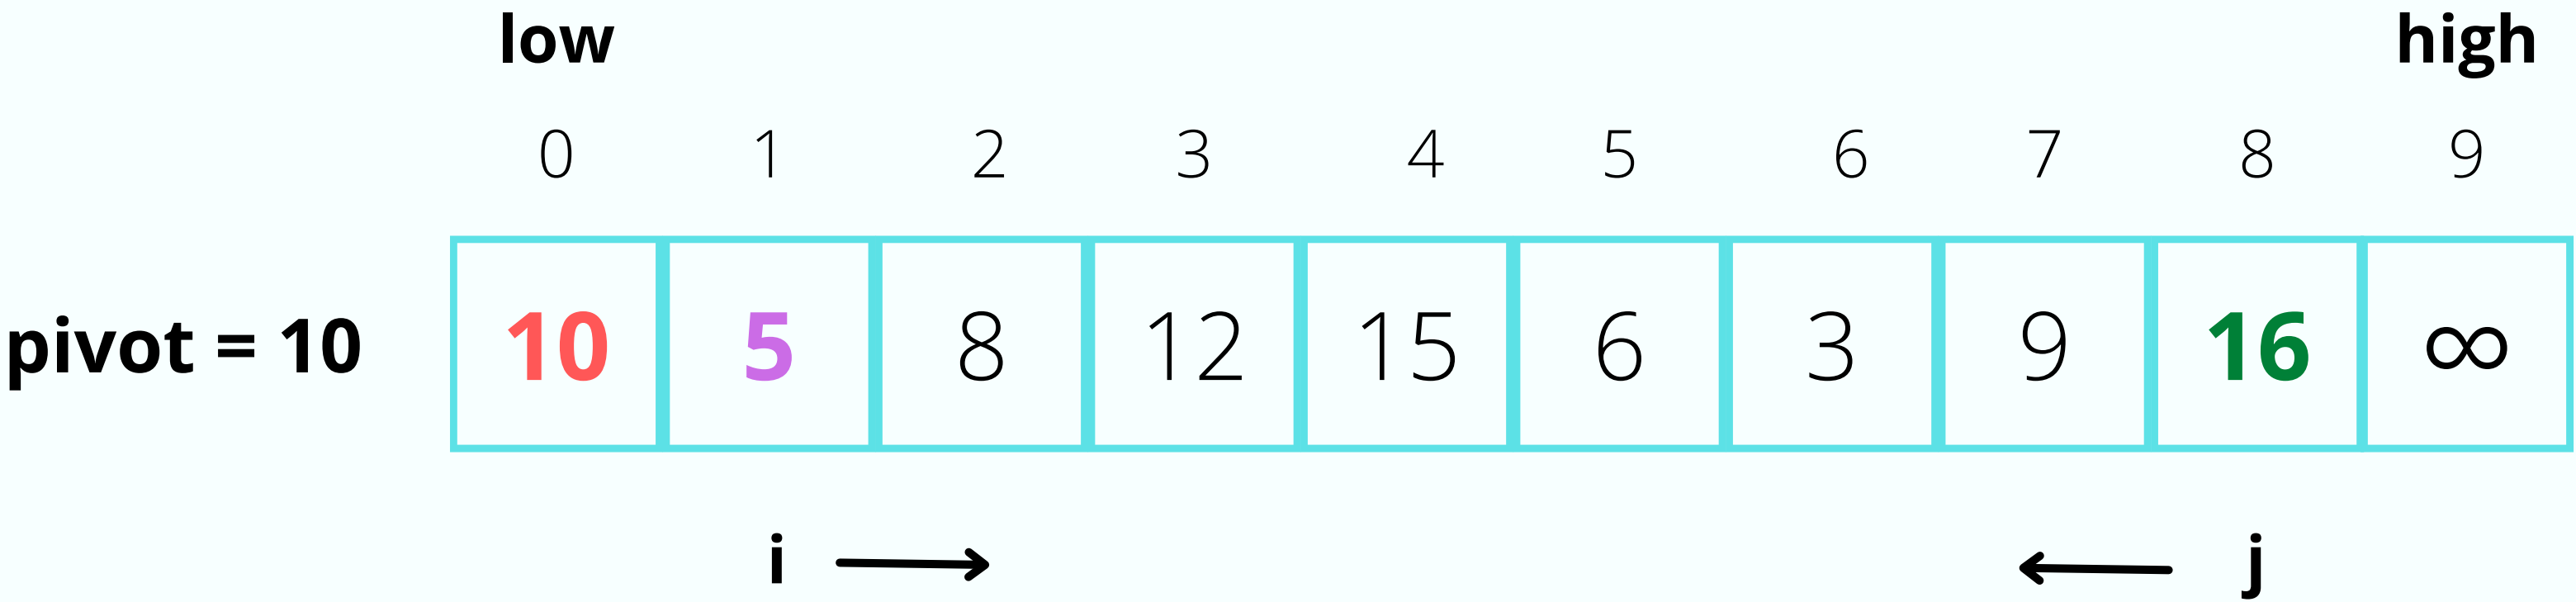 low high
0 1 2 3 4 5 6 7 8 9
pivot = 10 10 5 8 12 15 6 3 9 16 ∞
i j